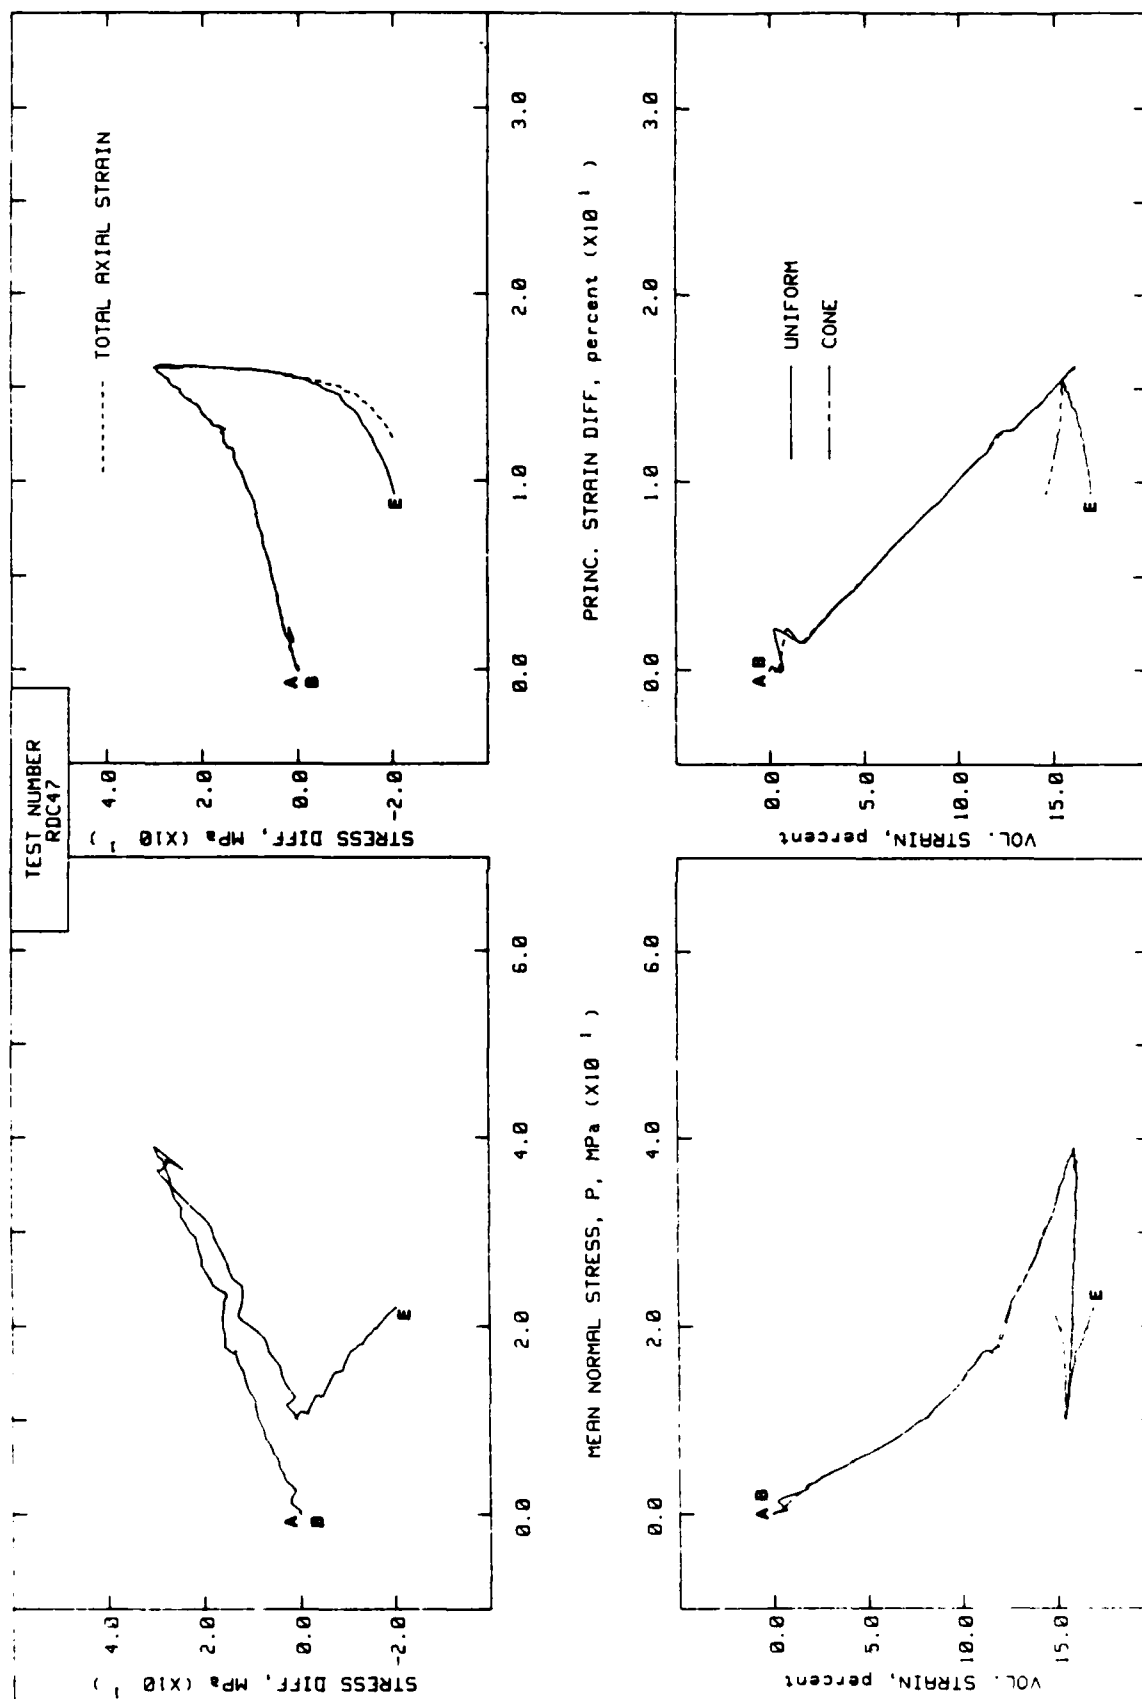 TEST NUMBER
RDC47
STRESS DIFF, MPa (X10 ¹ )
4.0
2.0
0.0
-2.0
A
B
E
0.0
2.0
4.0
6.0
MEAN NORMAL STRESS, P, MPa (X10 ¹ )
STRESS DIFF, MPa (X10 ¹ )
4.0
2.0
0.0
-2.0
A
B
E
TOTAL AXIAL STRAIN
0.0
1.0
2.0
3.0
PRINC. STRAIN DIFF, percent (X10 ¹ )
VOL. STRAIN, percent
0.0
5.0
10.0
15.0
A B
E
VOL. STRAIN, percent
0.0
5.0
10.0
15.0
A B
E
UNIFORM
CONE